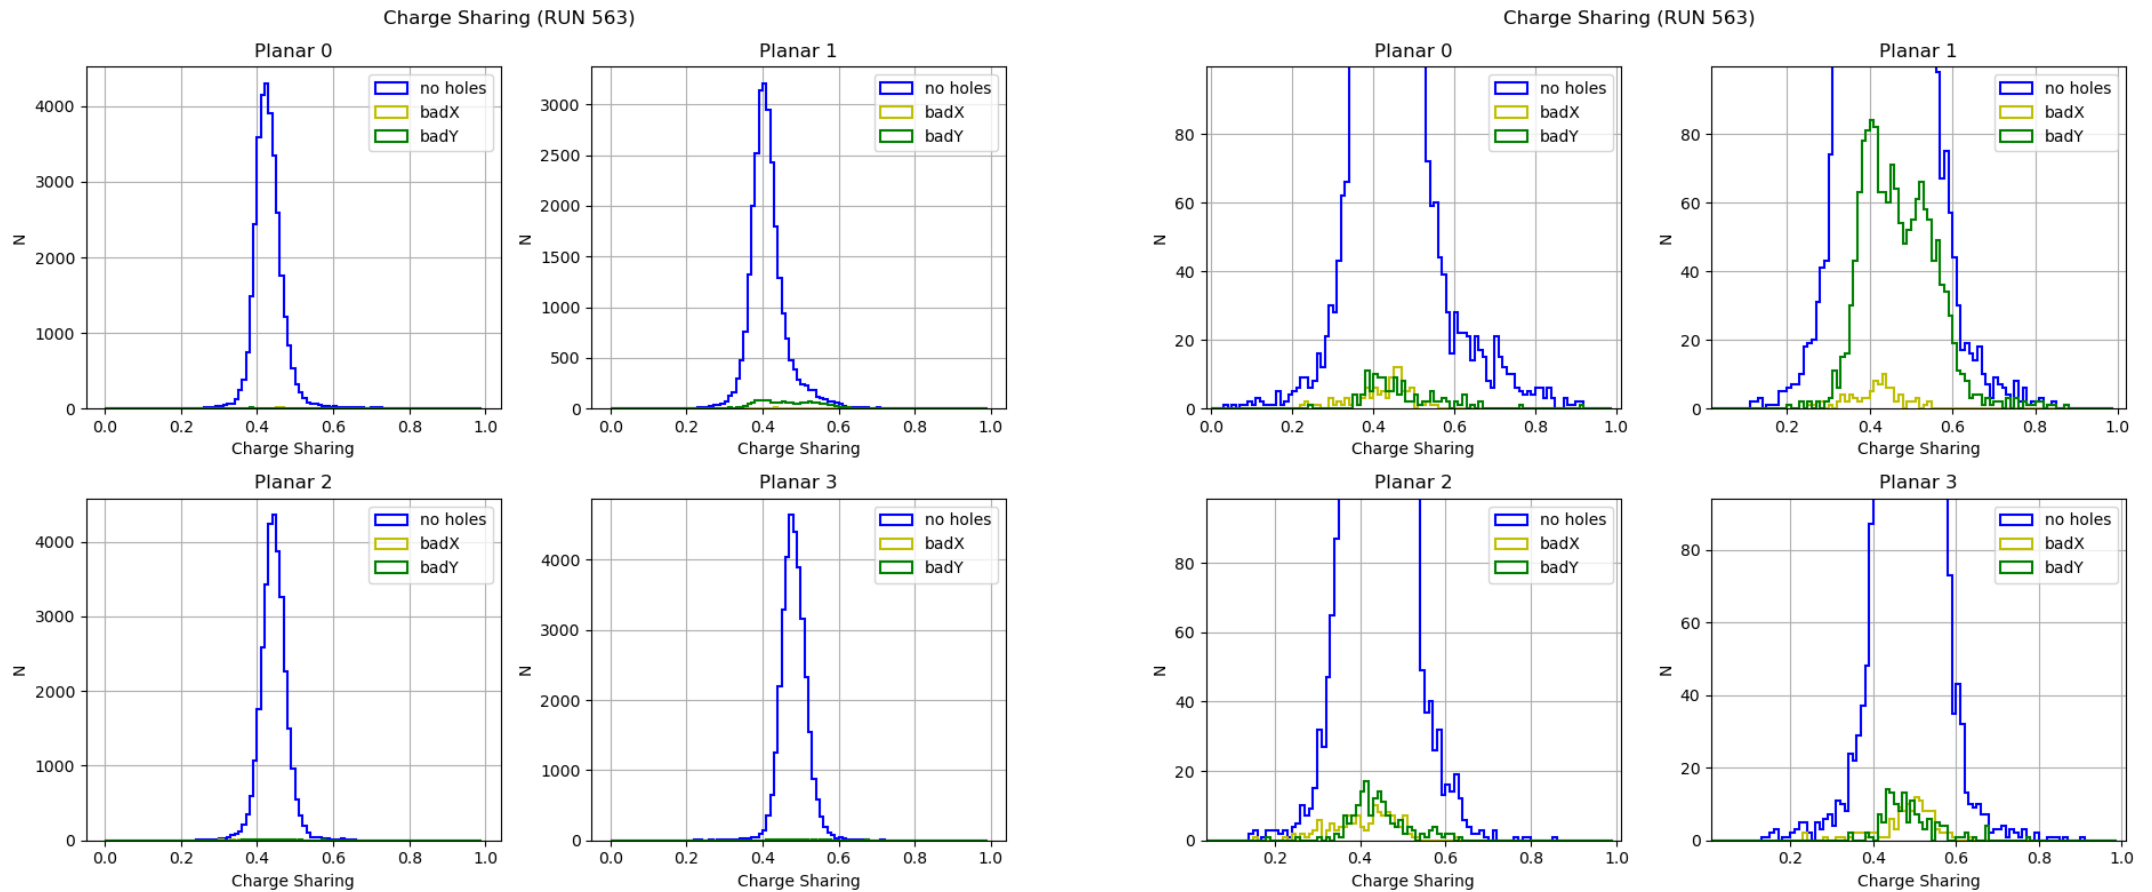 Charge Sharing (RUN 563)
Planar 0
N
4000
3000
2000
1000
0
no holes
badX
badY
0.0 0.2 0.4 0.6 0.8 1.0
Charge Sharing
Planar 1
N
3000
2500
2000
1500
1000
500
0
no holes
badX
badY
0.0 0.2 0.4 0.6 0.8 1.0
Charge Sharing
Planar 2
N
4000
3000
2000
1000
0
no holes
badX
badY
0.0 0.2 0.4 0.6 0.8 1.0
Charge Sharing
Planar 3
N
4000
3000
2000
1000
0
no holes
badX
badY
0.0 0.2 0.4 0.6 0.8 1.0
Charge Sharing
Charge Sharing (RUN 563)
Planar 0
N
80
60
40
20
0
no holes
badX
badY
0.0 0.2 0.4 0.6 0.8 1.0
Charge Sharing
Planar 1
N
80
60
40
20
0
no holes
badX
badY
0.2 0.4 0.6 0.8 1.0
Charge Sharing
Planar 2
N
80
60
40
20
0
no holes
badX
badY
0.2 0.4 0.6 0.8 1.0
Charge Sharing
Planar 3
N
80
60
40
20
0
no holes
badX
badY
0.2 0.4 0.6 0.8 1.0
Charge Sharing